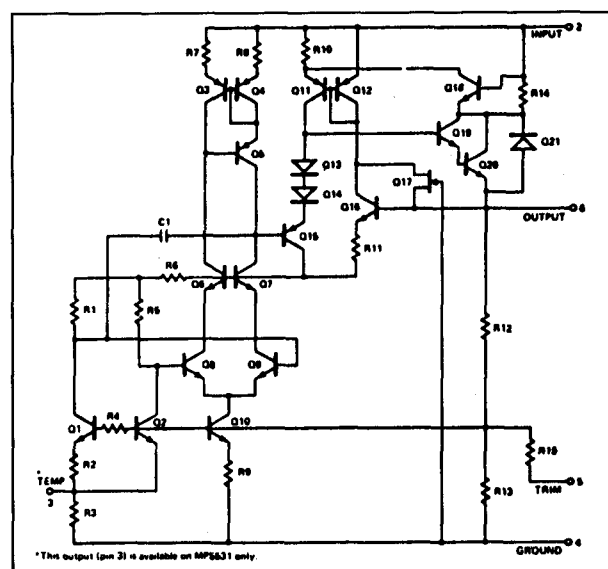 2
INPUT
R7
R8
R10
Q3
Q4
Q11
Q12
Q18
R14
Q5
Q19
Q20
Q21
Q13
Q14
Q17
Q16
6
OUTPUT
C1
Q15
R11
R6
Q6
Q7
R1
R5
R12
Q8
Q9
Q1
R4
Q2
Q10
R15
R2
*TEMP
3
R3
R9
R13
5
TRIM
4
GROUND
*This output (pin 3) is available on MP5531 only.